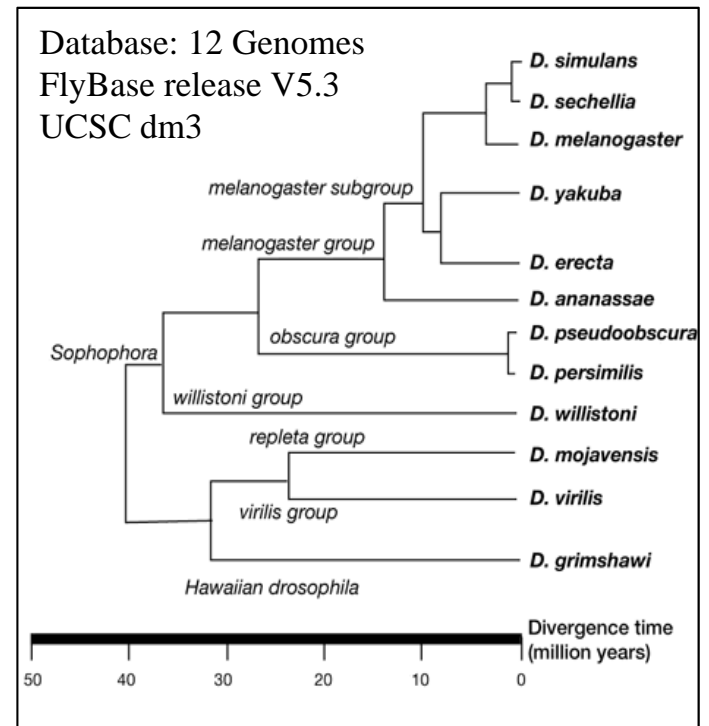 Database: 12 Genomes
FlyBase release V5.3
UCSC dm3
D. simulans
D. sechellia
D. melanogaster
melanogaster subgroup
D. yakuba
melanogaster group
D. erecta
D. ananassae
obscura group
D. pseudoobscura
Sophophora
D. persimilis
willistoni group
D. willistoni
repleta group
D. mojavensis
D. virilis
virilis group
D. grimshawi
Hawaiian drosophila
Divergence time
(million years)
50 40 30 20 10 0